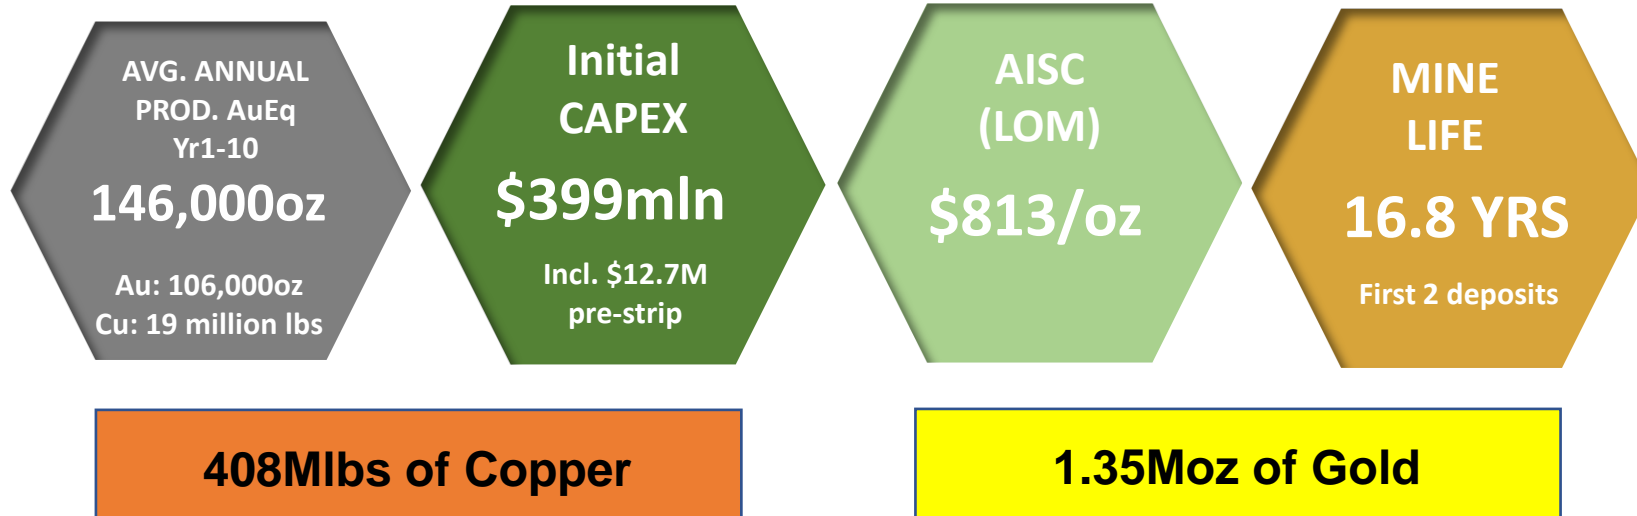 AVG. ANNUAL
PROD. AuEq
Yr1-10
146,000oz
Au: 106,000oz
Cu: 19 million lbs
Initial
CAPEX
$399mln
Incl. $12.7M
pre-strip
AISC
(LOM)
$813/oz
MINE
LIFE
16.8 YRS
First 2 deposits
408Mlbs of Copper
1.35Moz of Gold